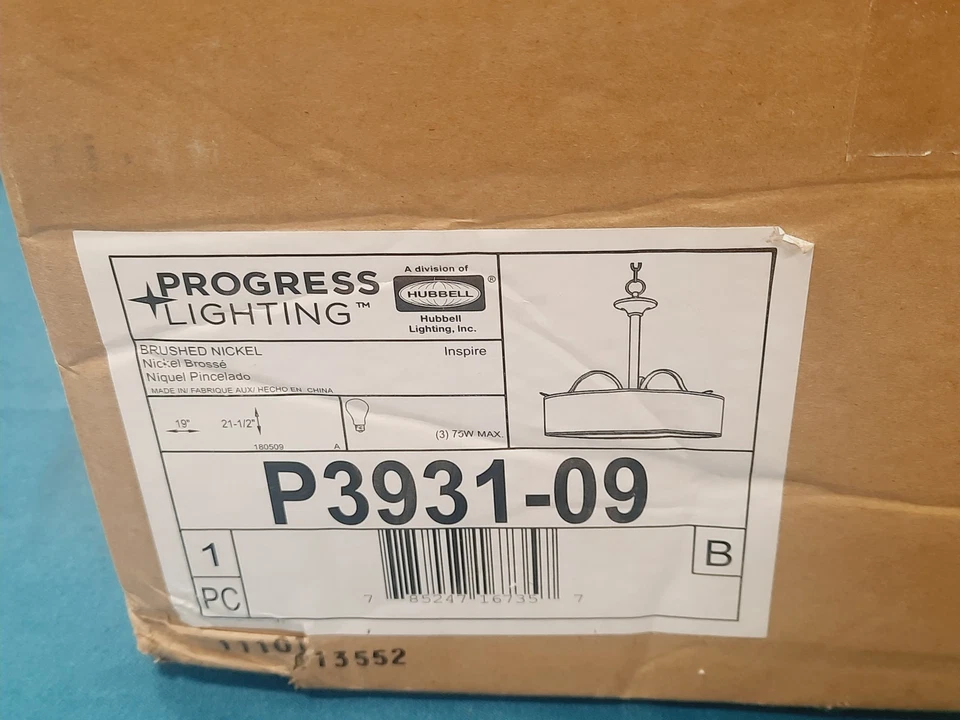 PROGRESS
LIGHTING™
A division of
HUBBELL®
Hubbell
Lighting, Inc.
BRUSHED NICKEL
Inspire
Nickel Brossé
Níquel Pincelado
MADE IN/ FABRIQUE AUX/ HECHO EN: CHINA
19"
21-1/2"
180509
A
(3) 75W MAX.
P3931-09
1
PC
B
7 85247 16735 7
13552